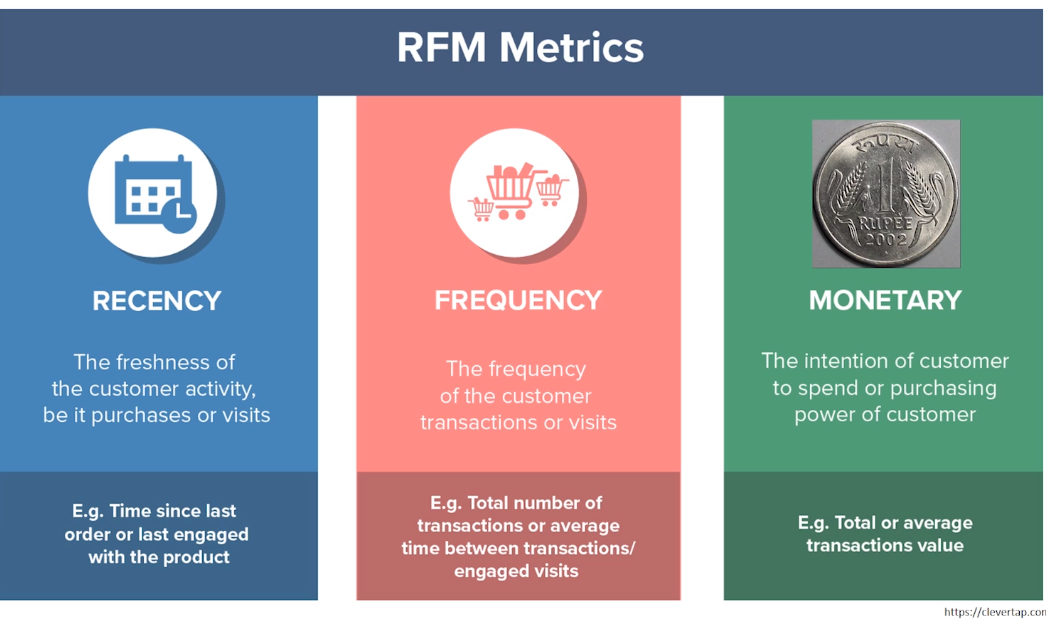 RFM Metrics
रूपया
1
RUPEE
2002
RECENCY
The freshness of
the customer activity,
be it purchases or visits
E.g. Time since last
order or last engaged
with the product
FREQUENCY
The frequency
of the customer
transactions or visits
E.g. Total number of
transactions or average
time between transactions/
engaged visits
MONETARY
The intention of customer
to spend or purchasing
power of customer
E.g. Total or average
transactions value
https://clevertap.com